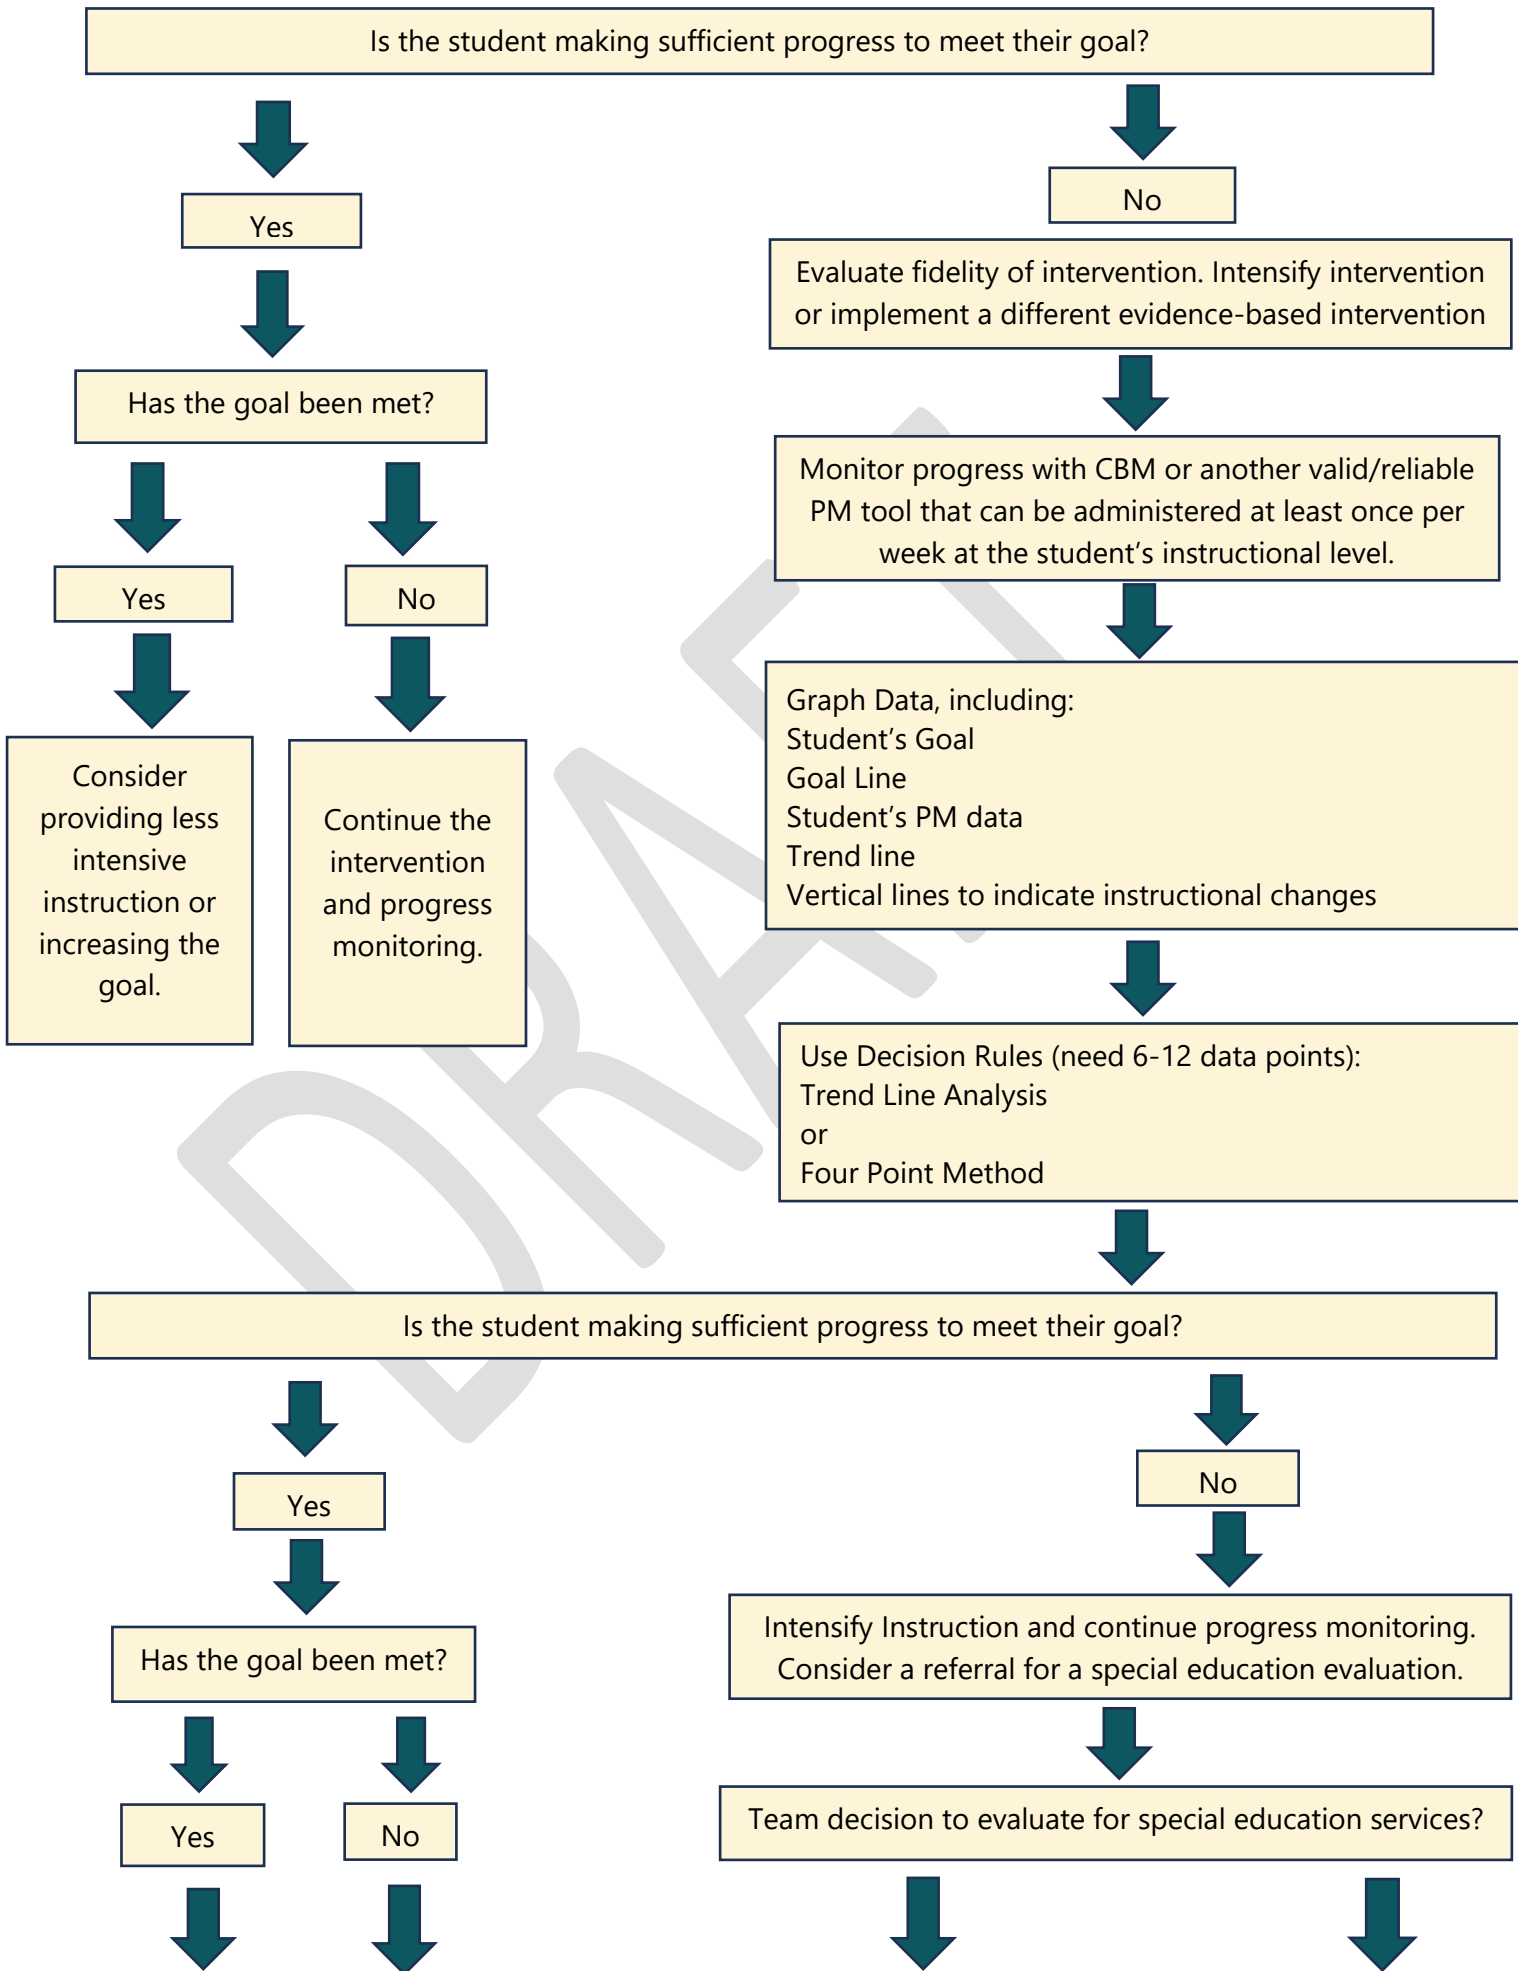 Is the student making sufficient progress to meet their goal?
Yes
No
Evaluate fidelity of intervention. Intensify intervention
or implement a different evidence-based intervention
Has the goal been met?
Monitor progress with CBM or another valid/reliable
PM tool that can be administered at least once per
week at the student’s instructional level.
Yes
No
Graph Data, including:
Student’s Goal
Goal Line
Student’s PM data
Trend line
Vertical lines to indicate instructional changes
Consider
providing less
intensive
instruction or
increasing the
goal.
Continue the
intervention
and progress
monitoring.
Use Decision Rules (need 6-12 data points):
Trend Line Analysis
or
Four Point Method
Is the student making sufficient progress to meet their goal?
Yes
No
Has the goal been met?
Intensify Instruction and continue progress monitoring.
Consider a referral for a special education evaluation.
Yes
No
Team decision to evaluate for special education services?
DRAFT